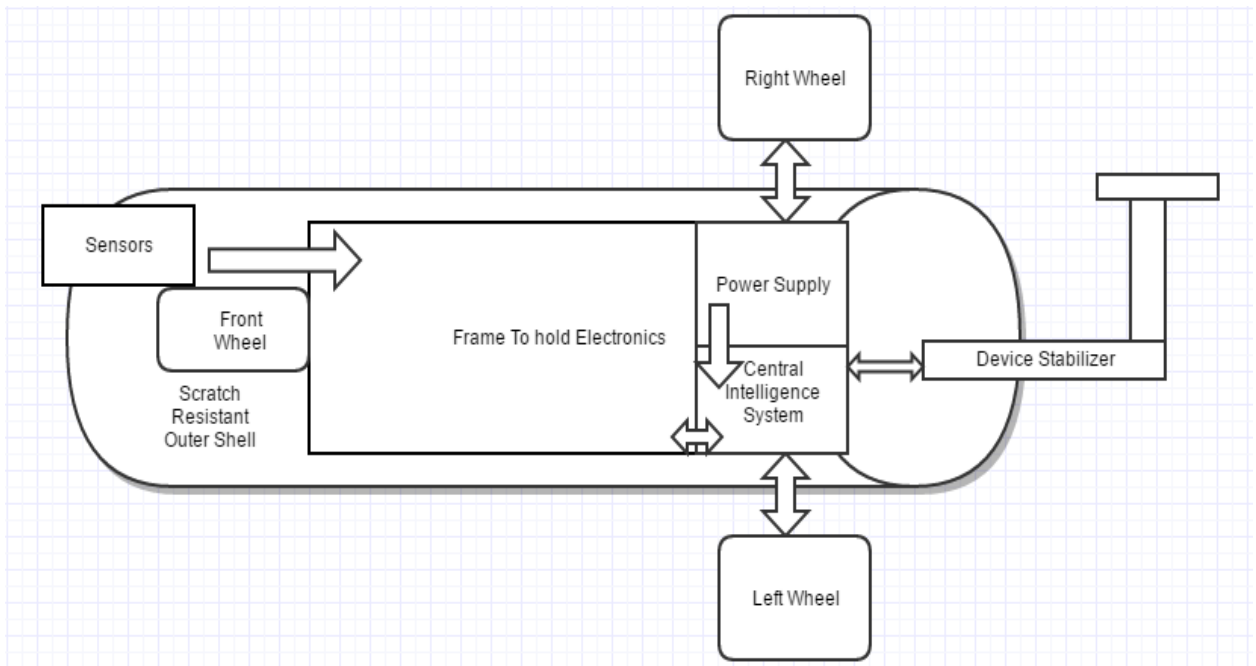 Right Wheel
Sensors
Power Supply
Front
Wheel
Frame To hold Electronics
Device Stabilizer
Central
Intelligence
System
Scratch
Resistant
Outer Shell
Left Wheel